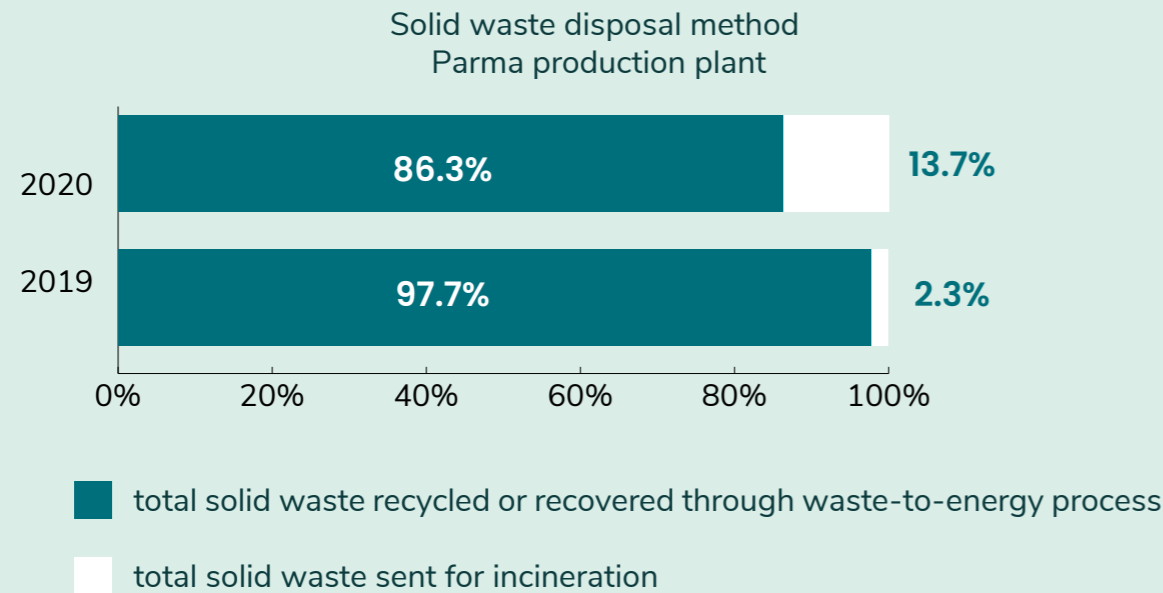 Solid waste disposal method
Parma production plant
2020
86.3%
13.7%
2019
97.7%
2.3%
0% 20% 40% 60% 80% 100%
total solid waste recycled or recovered through waste-to-energy process
total solid waste sent for incineration